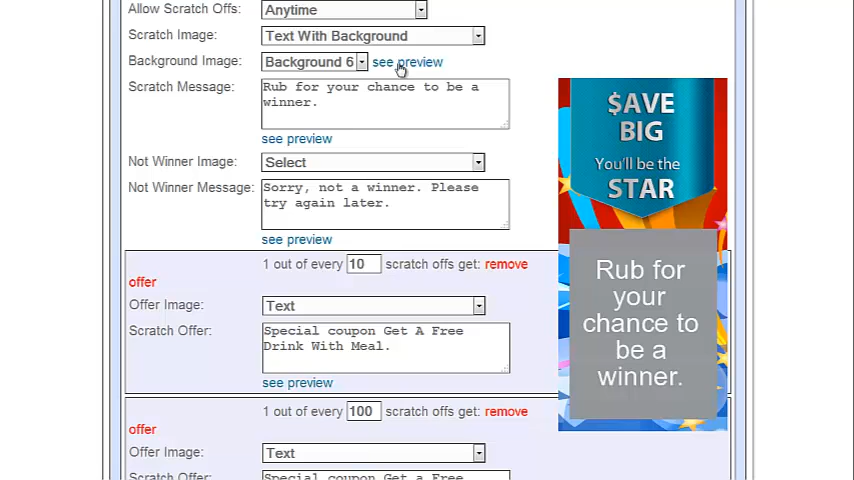 Allow Scratch Offs: Anytime
Scratch Image: Text With Background
Background Image: Background 6 see preview
Scratch Message: Rub for your chance to be a
winner.
see preview
Not Winner Image: Select
Not Winner Message: Sorry, not a winner. Please
try again later.
see preview
1 out of every 10 scratch offs get: remove
offer
Offer Image: Text
Scratch Offer: Special coupon Get A Free
Drink With Meal.
see preview
1 out of every 100 scratch offs get: remove
offer
Offer Image: Text
Scratch Offer: Special coupon Get a Free
$AVE
BIG
You'll be the
STAR
Rub for
your
chance to
be a
winner.